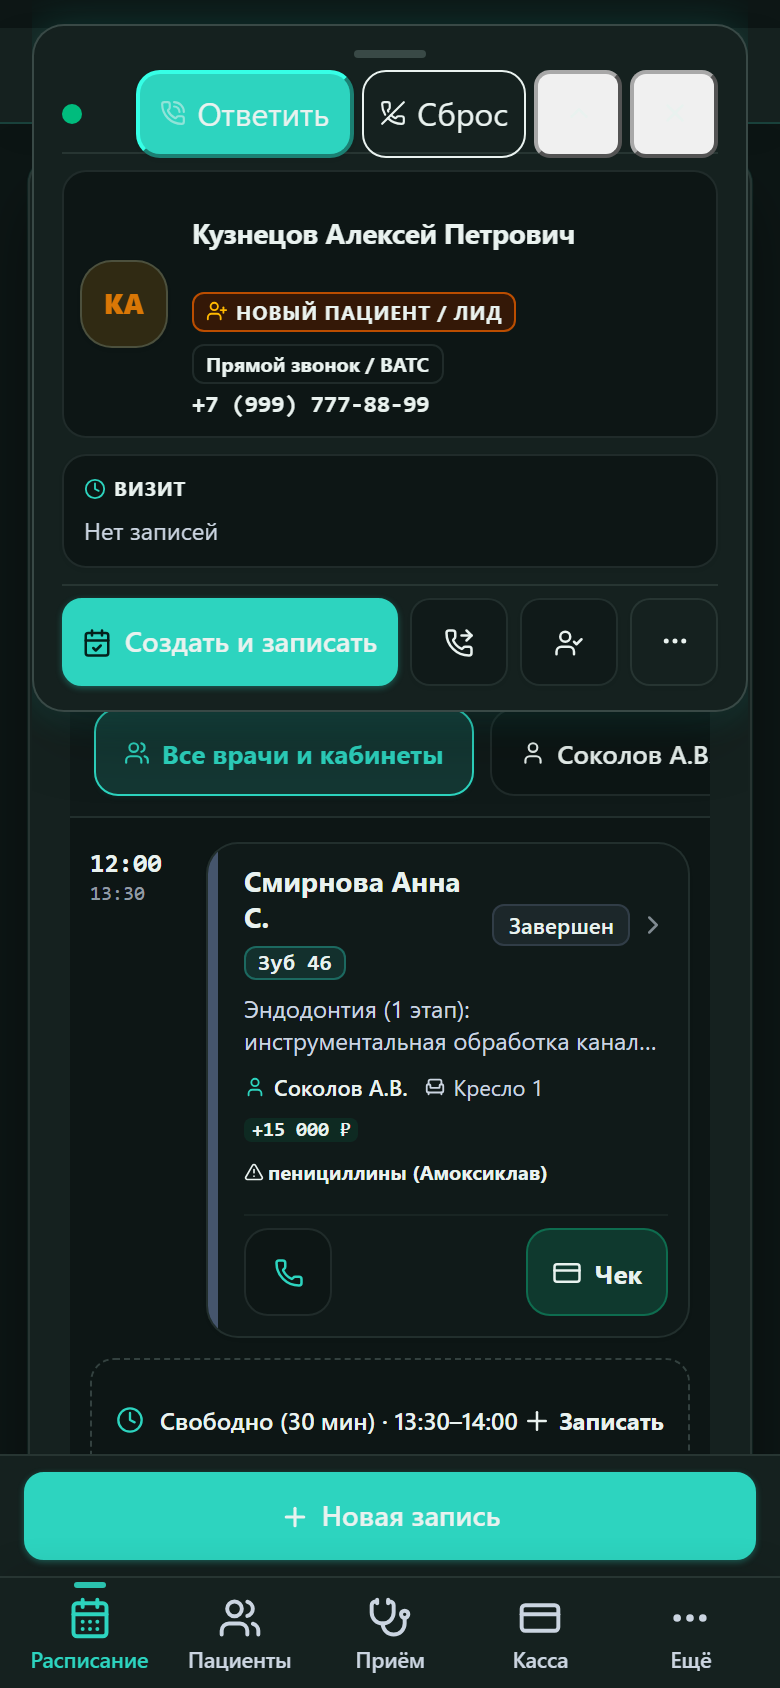 Ответить
Сброс
Кузнецов Алексей Петрович
КА
НОВЫЙ ПАЦИЕНТ / ЛИД
Прямой звонок / ВАТС
+7 (999) 777-88-99
ВИЗИТ
Нет записей
Создать и записать
Все врачи и кабинеты
Соколов А.В
12:00
13:30
Смирнова Анна
С.
Завершен
Зуб 46
Эндодонтия (1 этап):
инструментальная обработка канал...
Соколов А.В. Кресло 1
+15 000 ₽
пенициллины (Амоксиклав)
Чек
Свободно (30 мин) · 13:30–14:00 + Записать
+ Новая запись
Расписание
Пациенты
Приём
Касса
Ещё